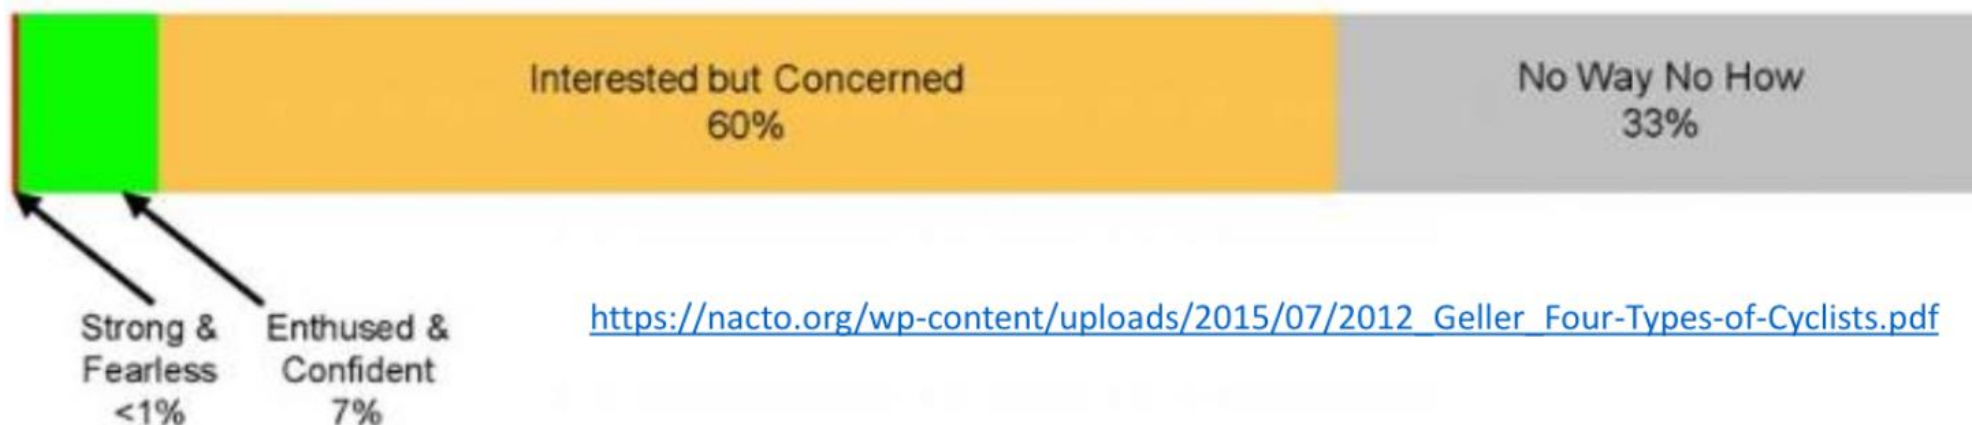 Interested but Concerned
60%
No Way No How
33%
Strong &
Fearless
<1%
Enthused &
Confident
7%
https://nacto.org/wp-content/uploads/2015/07/2012_Geller_Four-Types-of-Cyclists.pdf